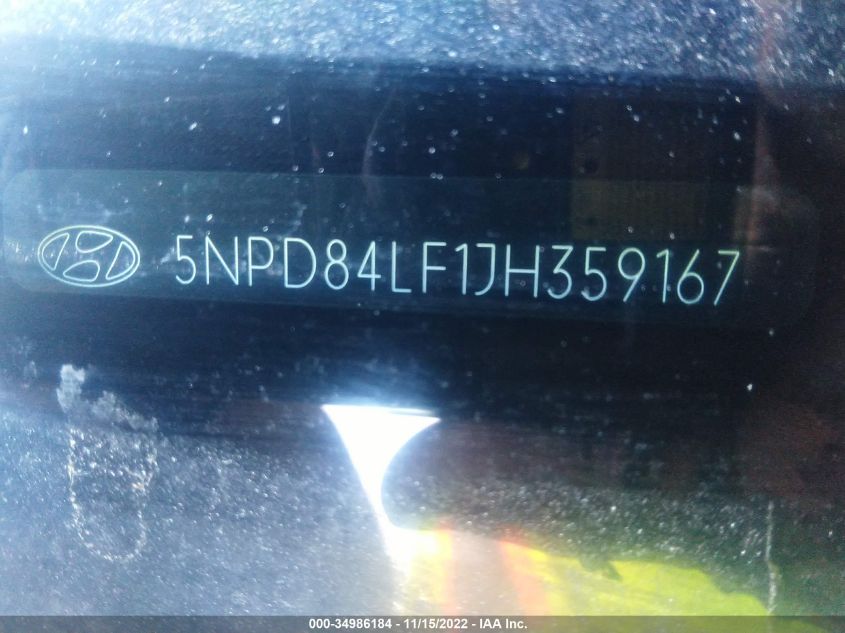 5NPD84LF1JH359167
000-34986184 - 11/15/2022 - IAA Inc.